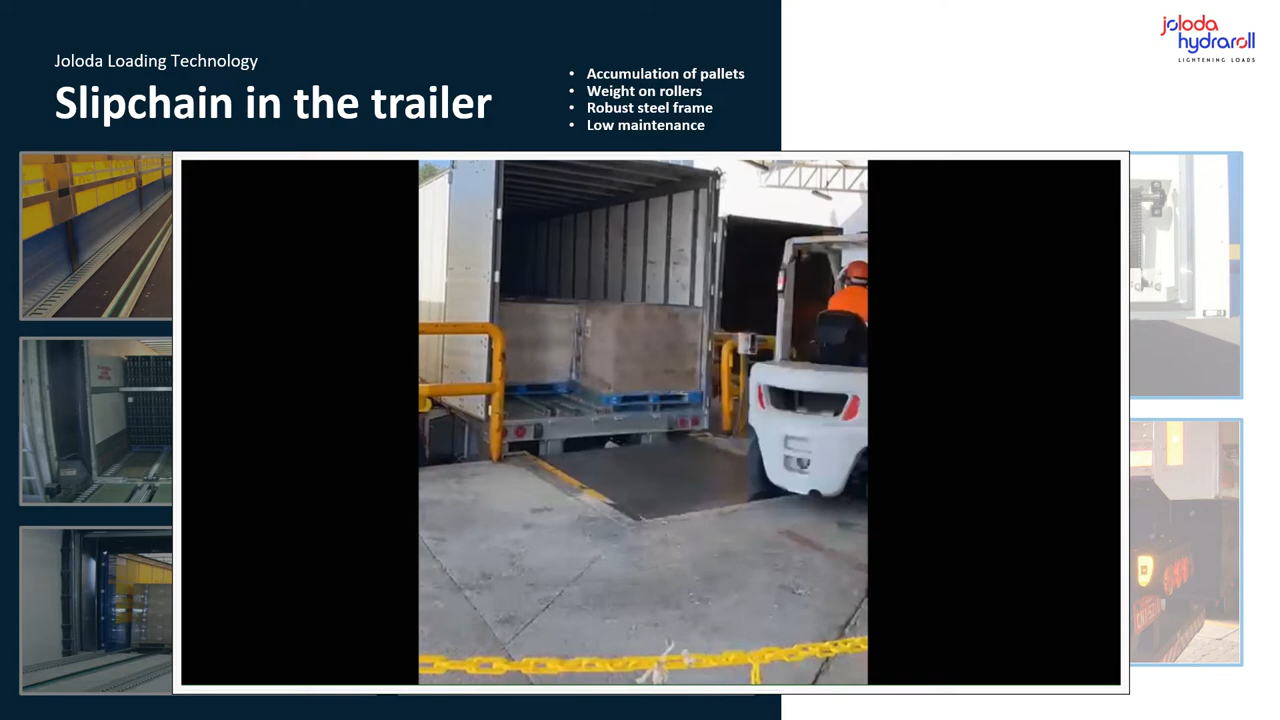 Joloda Loading Technology
Slipchain in the trailer
• Accumulation of pallets
• Weight on rollers
• Robust steel frame
• Low maintenance
joloda
hydraroll
LIGHTENING LOADS